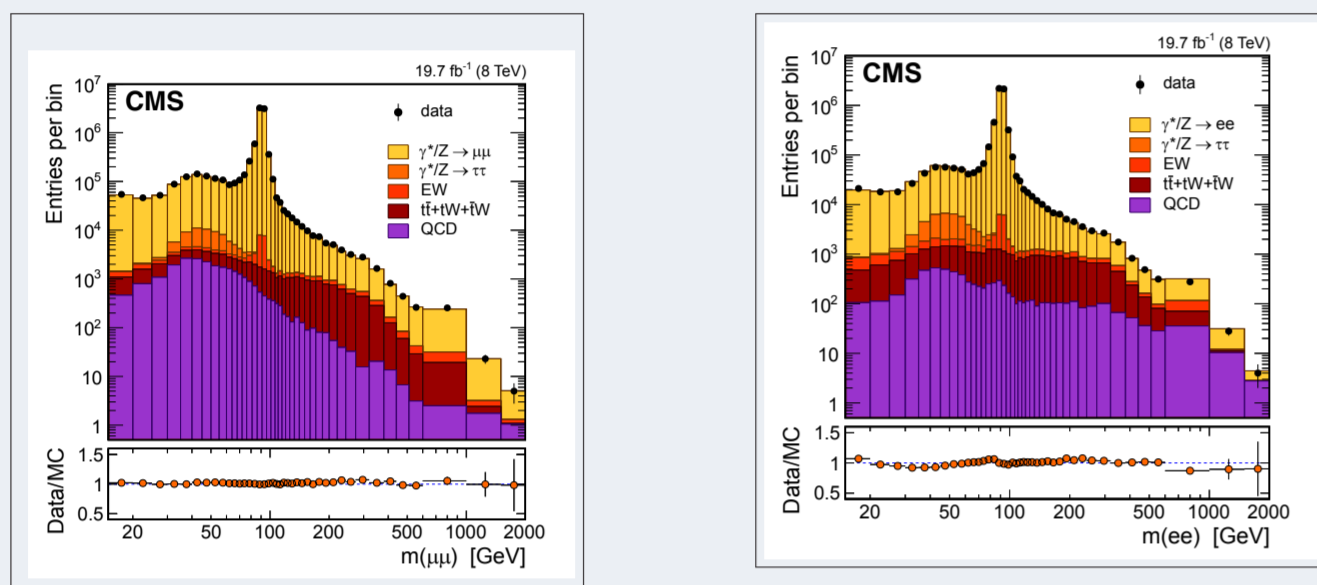 19.7 fb⁻¹ (8 TeV)
CMS
Entries per bin
10⁷
10⁶
10⁵
10⁴
10³
10²
10
1
data
γ*/Z → μμ
γ*/Z → ττ
EW
tt̄+tW+t̄W
QCD
Data/MC
1.5
1
0.5
20 50 100 200 500 1000 2000
m(μμ) [GeV]
19.7 fb⁻¹ (8 TeV)
CMS
Entries per bin
10⁷
10⁶
10⁵
10⁴
10³
10²
10
1
data
γ*/Z → ee
γ*/Z → ττ
EW
tt̄+tW+t̄W
QCD
Data/MC
1.5
1
0.5
20 50 100 200 500 1000 2000
m(ee) [GeV]